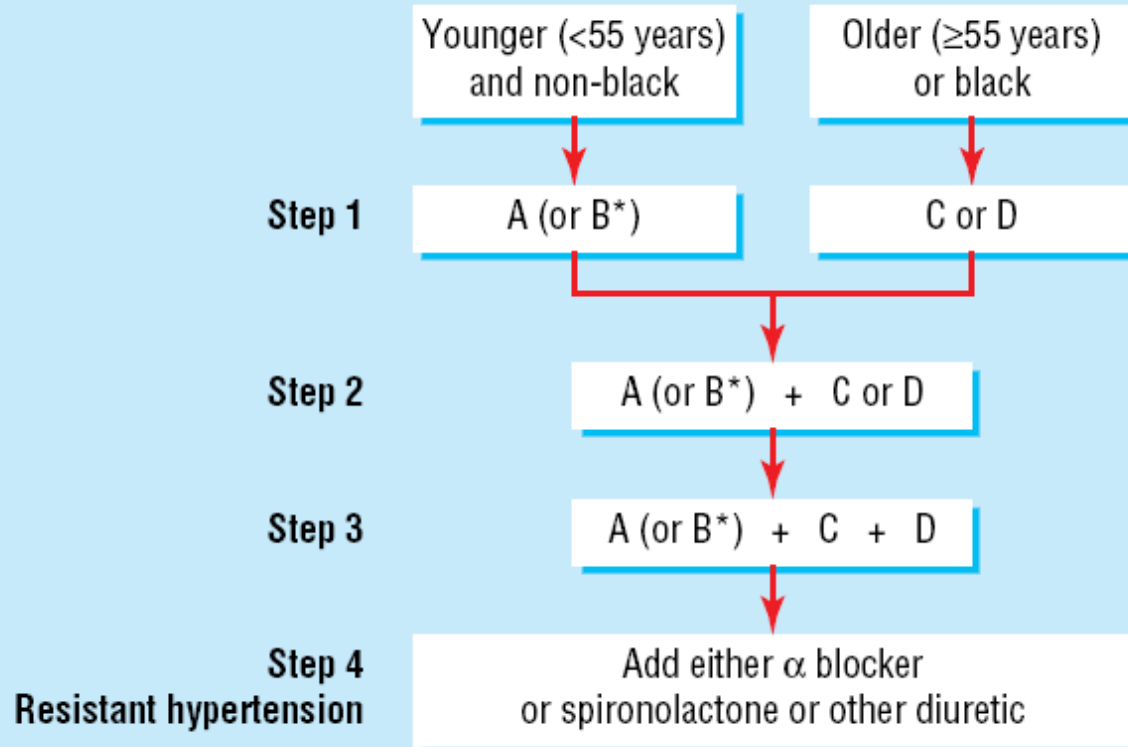 Younger (<55 years)
and non-black
Older (≥55 years)
or black
Step 1
A (or B*)
C or D
Step 2
A (or B*) + C or D
Step 3
A (or B*) + C + D
Step 4
Resistant hypertension
Add either α blocker
or spironolactone or other diuretic